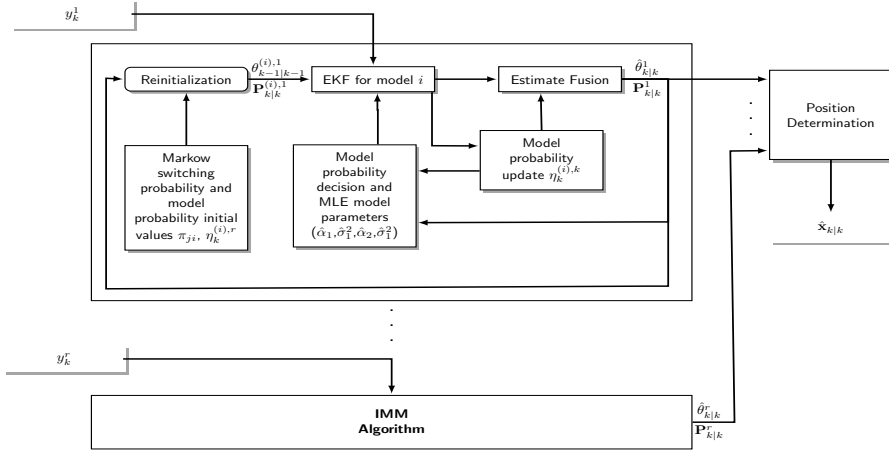 y_k^1
Reinitialization
θ_{k-1|k-1}^{(i),1}
P_{k|k}^{(i),1}
EKF for model i
Estimate Fusion
θ̂_{k|k}^1
P_{k|k}^1
Position
Determination
Markow
switching
probability and
model
probability initial
values π_{ji}, η_k^{(i),r}
Model
probability
decision and
MLE model
parameters
(α̂_1,σ̂_1^2,α̂_2,σ̂_1^2)
Model
probability
update η_k^{(i),k}
x̂_{k|k}
y_k^r
IMM
Algorithm
θ̂_{k|k}^r
P_{k|k}^r